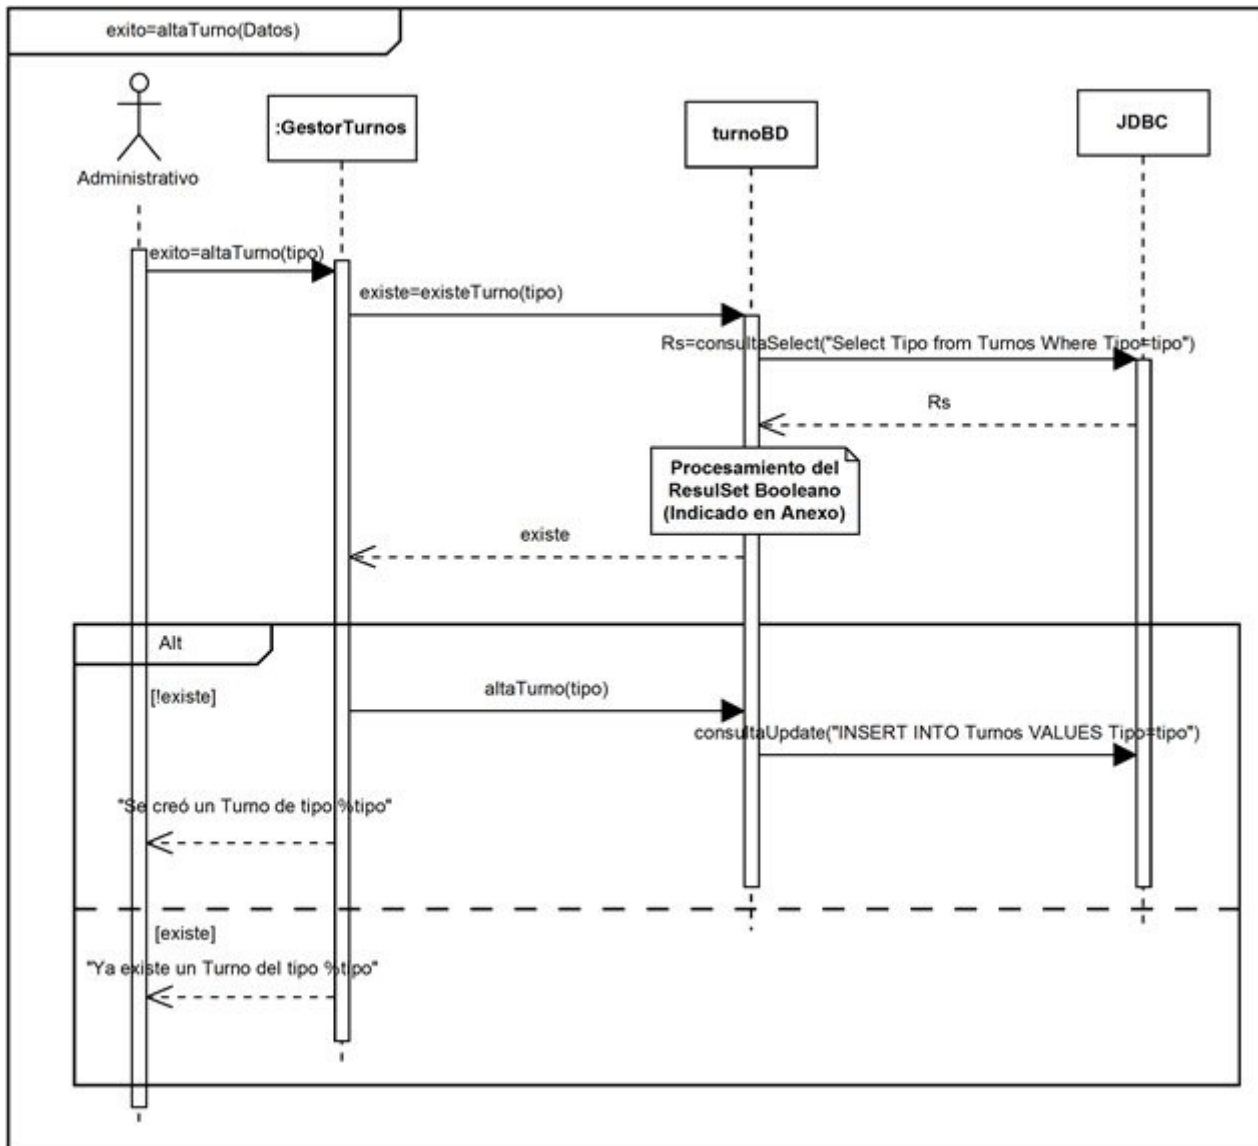 exito=altaTurno(Datos)
Administrativo
:GestorTurnos
turnoBD
JDBC
exito=altaTurno(tipo)
existe=existeTurno(tipo)
Rs=consultaSelect("Select Tipo from Turnos Where Tipo=tipo")
Rs
Procesamiento del
ResulSet Booleano
(Indicado en Anexo)
existe
Alt
[!existe]
altaTurno(tipo)
consultaUpdate("INSERT INTO Turnos VALUES Tipo=tipo")
"Se creó un Turno de tipo %tipo"
[existe]
"Ya existe un Turno del tipo %tipo"